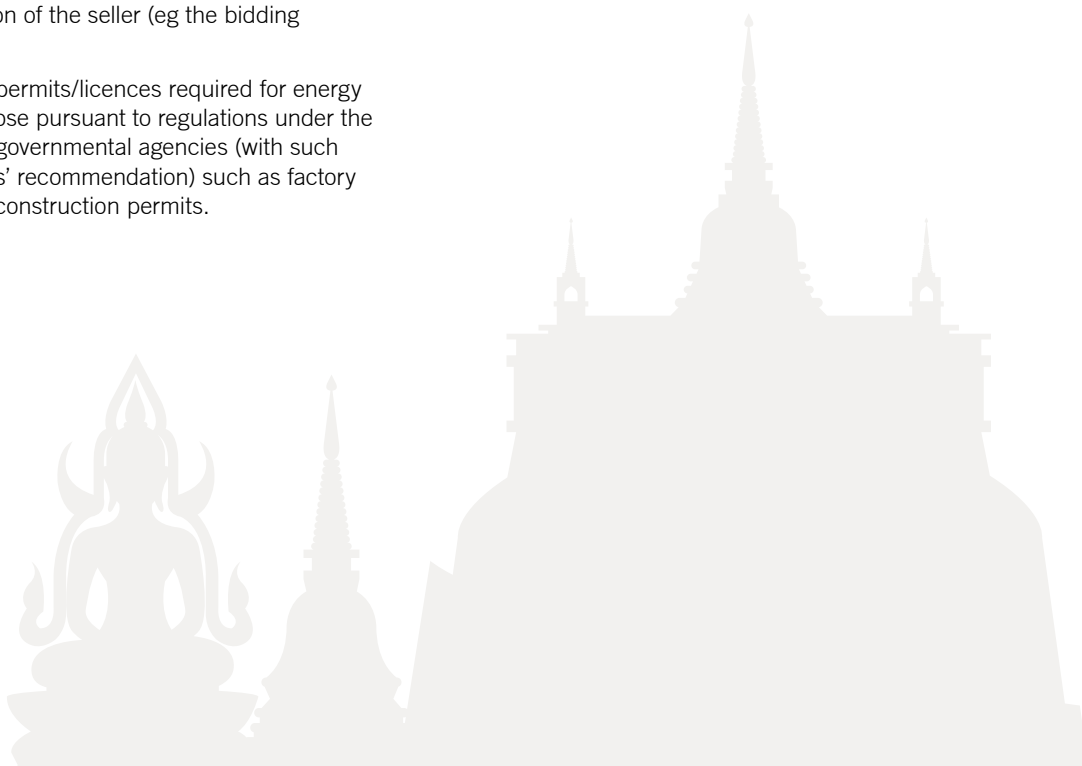 on of the seller (eg the bidding
permits/licences required for energy
ose pursuant to regulations under the
governmental agencies (with such
s’ recommendation) such as factory
construction permits.